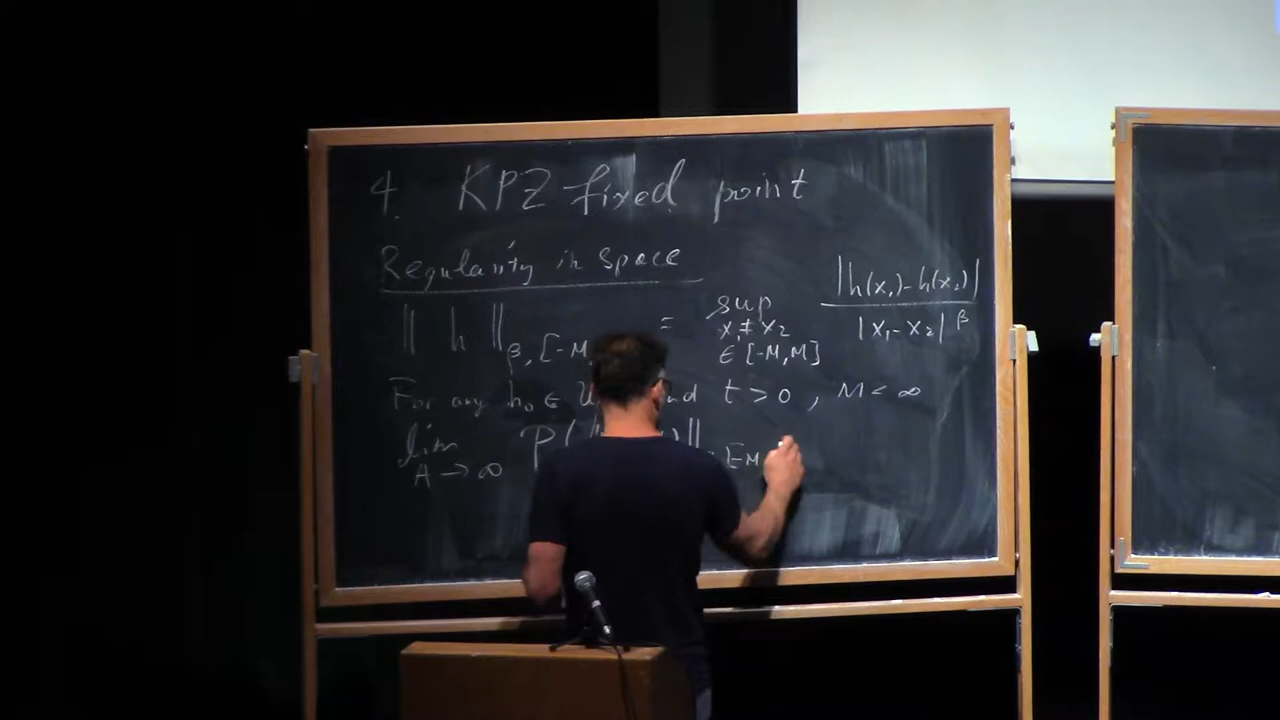 4. KPZ fixed point
Regularity in Space
‖ h ‖β, [-M = sup x₁≠x₂ ∈ [-M,M] |h(x₁)-h(x₂)| / |x₁-x₂|^β
For any h₀ ∈ U t > 0 , M < ∞
lim A → ∞ P( )‖ , [-M